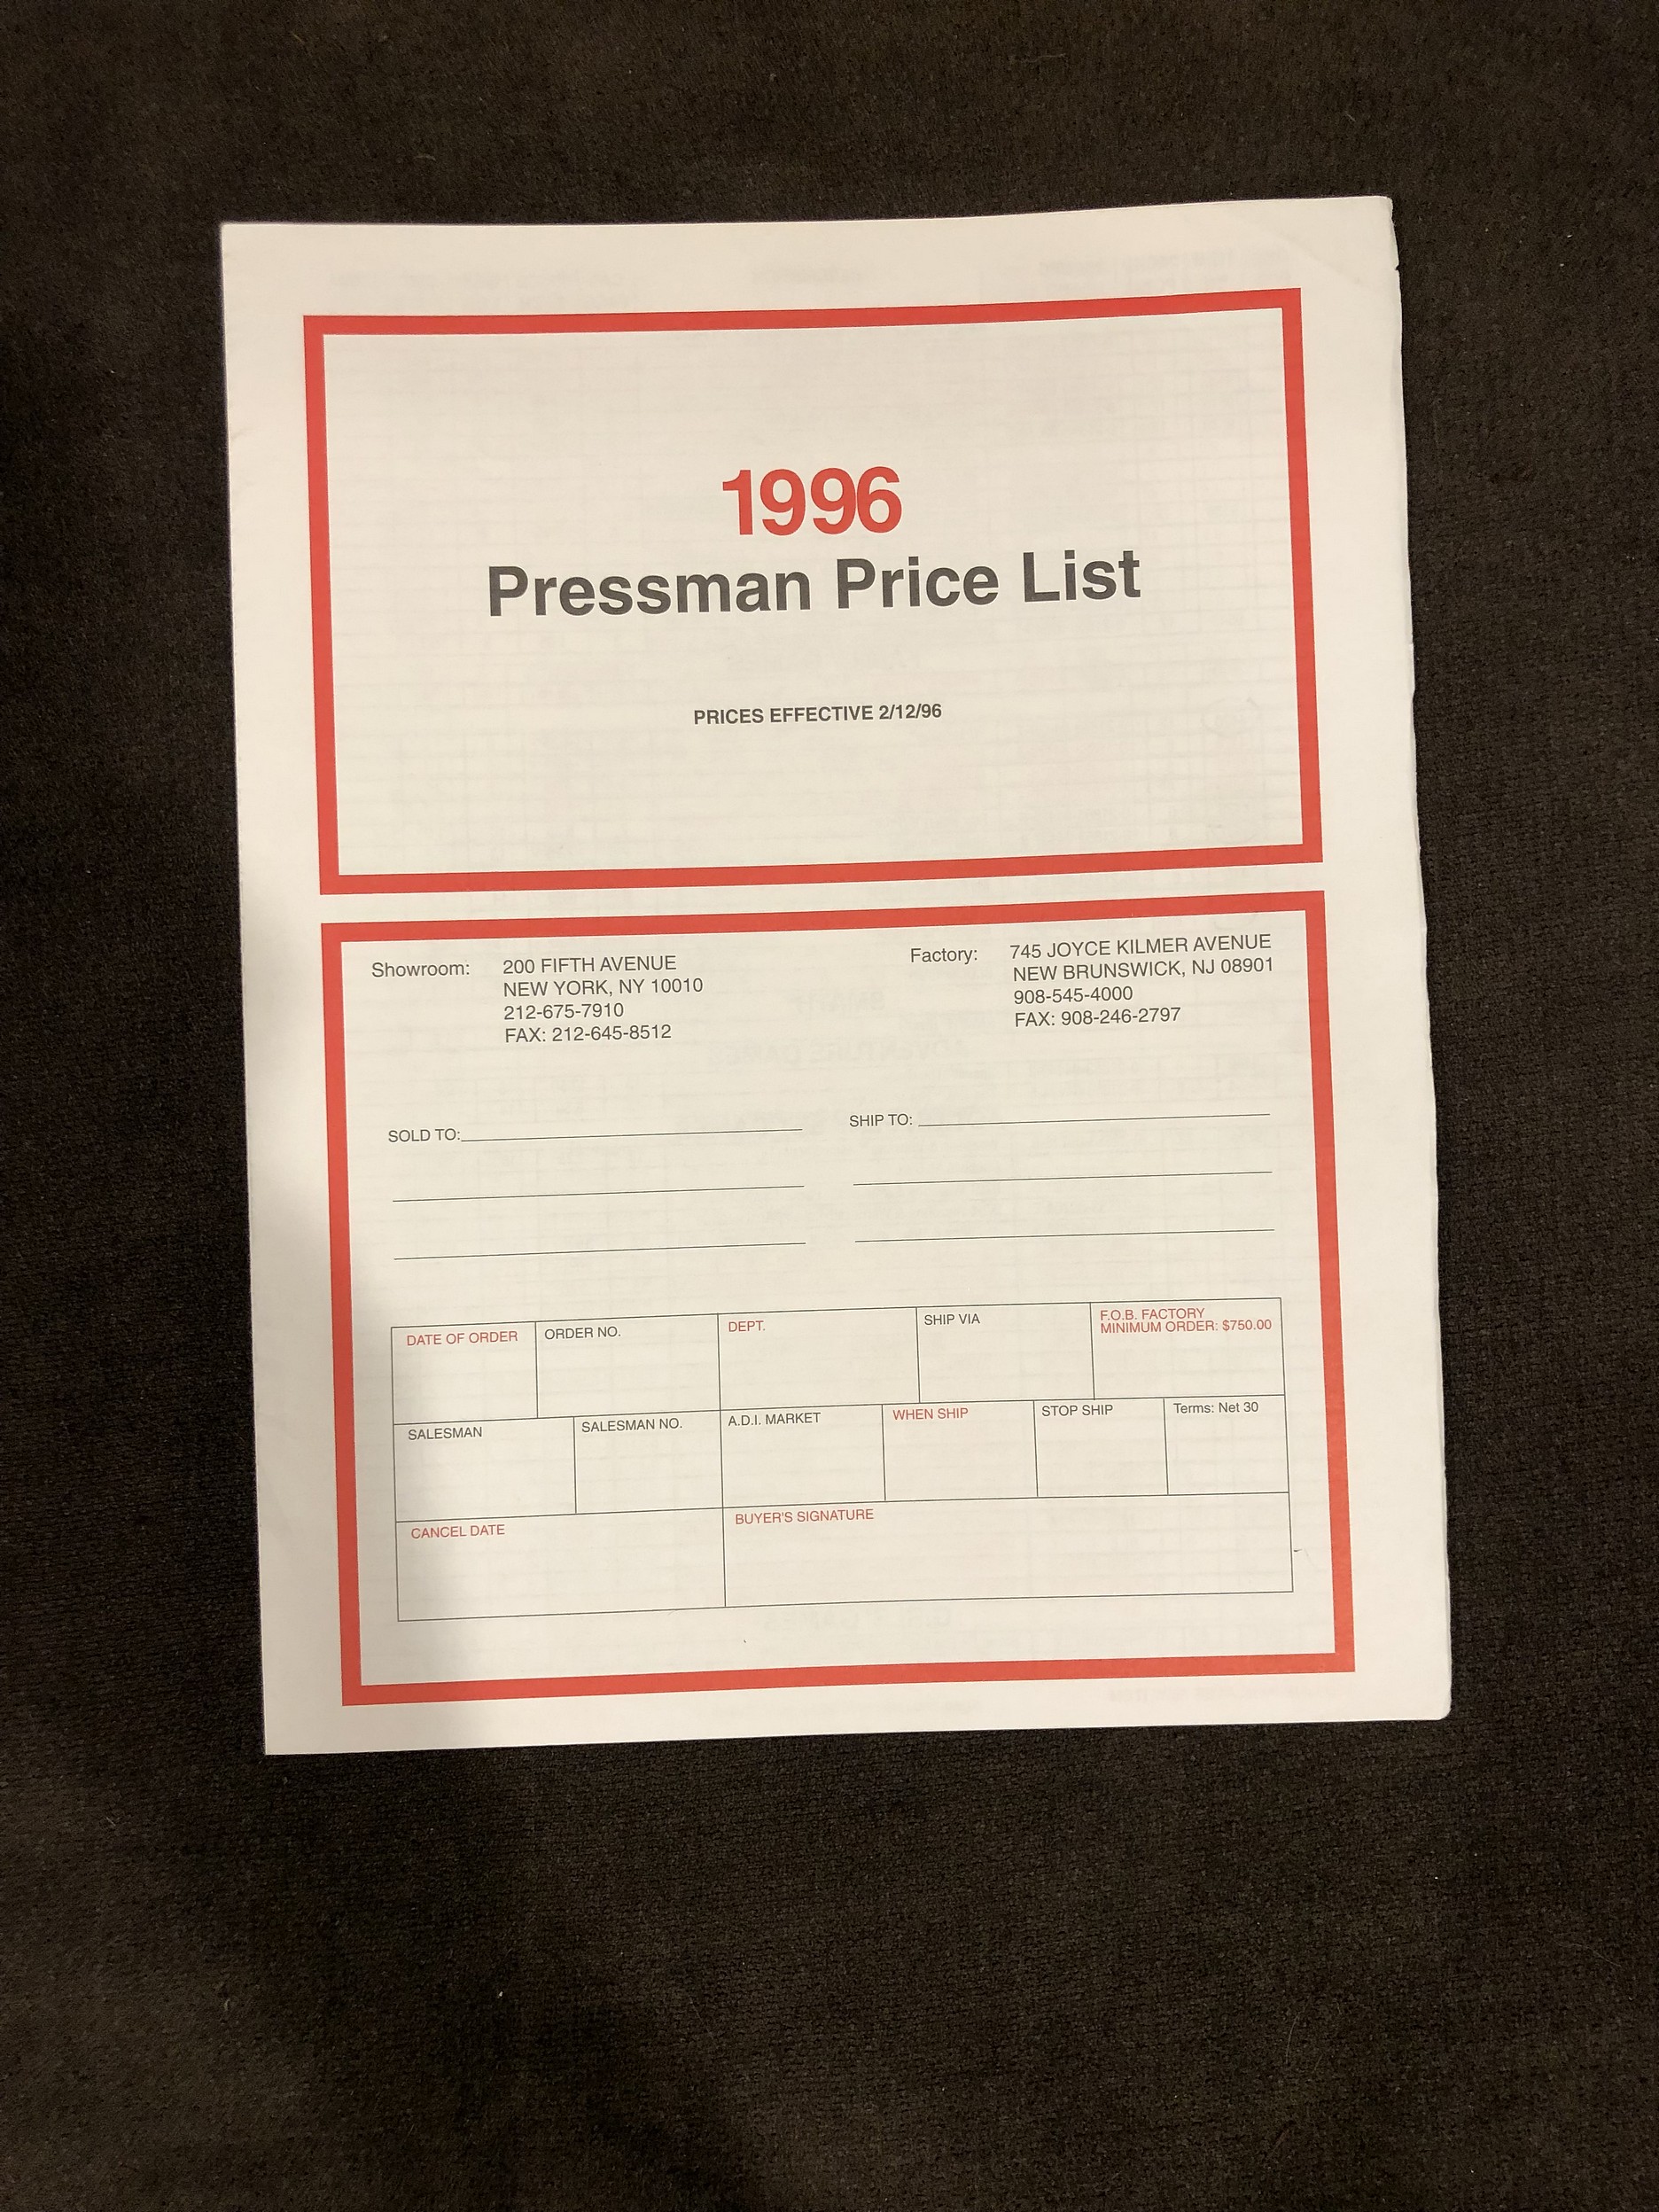 1996
Pressman Price List
PRICES EFFECTIVE 2/12/96
Showroom: 200 FIFTH AVENUE
NEW YORK, NY 10010
212-675-7910
FAX: 212-645-8512
Factory: 745 JOYCE KILMER AVENUE
NEW BRUNSWICK, NJ 08901
908-545-4000
FAX: 908-246-2797
SOLD TO:
SHIP TO:
DATE OF ORDER
ORDER NO.
DEPT.
SHIP VIA
F.O.B. FACTORY
MINIMUM ORDER: $750.00
SALESMAN
SALESMAN NO.
A.D.I. MARKET
WHEN SHIP
STOP SHIP
Terms: Net 30
CANCEL DATE
BUYER'S SIGNATURE